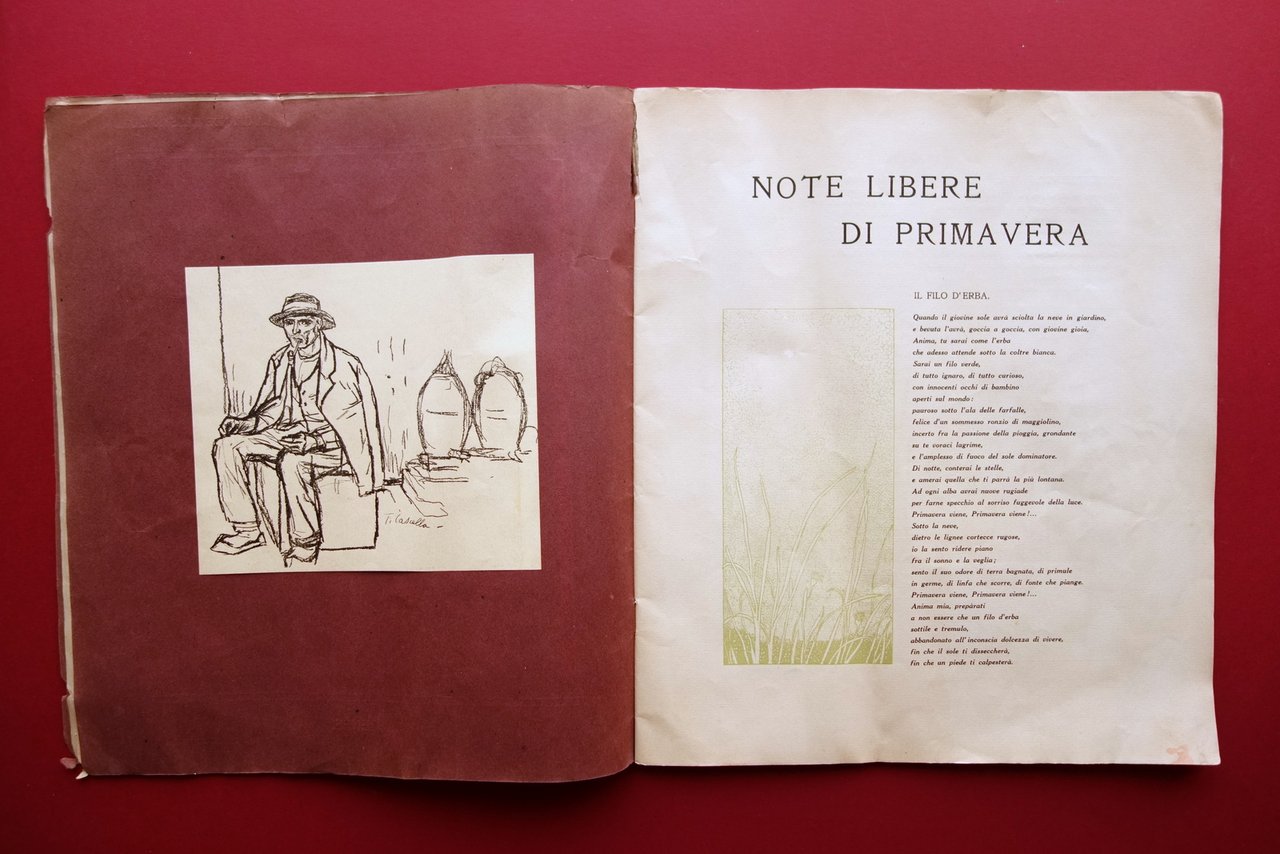 T. Casella -
NOTE LIBERE
DI PRIMAVERA
IL FILO D'ERBA.
Quando il giovine sole avrà sciolta la neve in giardino,
e bevuta l'avrà, goccia a goccia, con giovine gioia,
Anima, tu sarai come l'erba
che adesso attende sotto la coltre bianca.
Sarai un filo verde,
di tutto ignaro, di tutto curioso,
con innocenti occhi di bambino
aperti sul mondo:
pauroso sotto l'ala delle farfalle,
felice d'un sommesso ronzio di maggiolino,
incerto fra la passione della pioggia, grondante
su te voraci lagrime,
e l'amplesso di fuoco del sole dominatore.
Di notte, conterai le stelle,
e amerai quella che ti parrà la più lontana.
Ad ogni alba avrai nuove rugiade
per farne specchio al sorriso fuggevole della luce.
Primavera viene, Primavera viene!...
Sotto la neve,
dietro le lignee cortecce rugose,
io la sento ridere piano
fra il sonno e la veglia;
sento il suo odore di terra bagnata, di primule
in germe, di linfa che scorre, di fonte che piange.
Primavera viene, Primavera viene!...
Anima mia, prepárati
a non essere che un filo d'erba
sottile e tremulo,
abbandonato all'inconscia dolcezza di vivere,
fin che il sole ti disseccherà,
fin che un piede ti calpesterà.